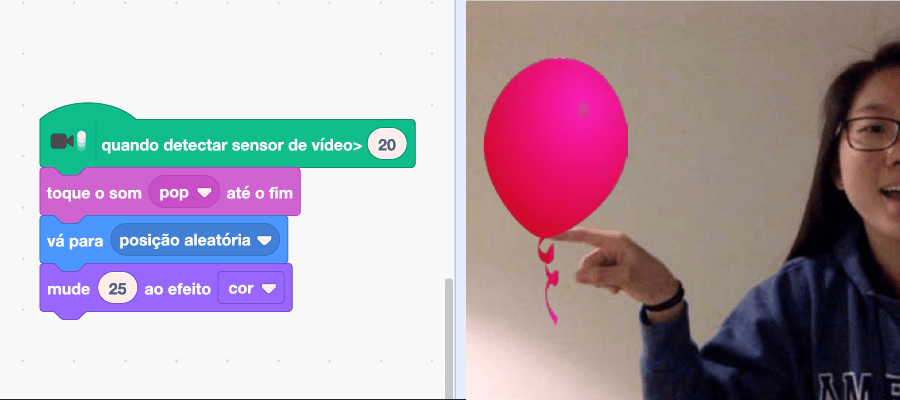 quando detectar sensor de vídeo> 20
toque o som pop até o fim
vá para posição aleatória
mude 25 ao efeito cor